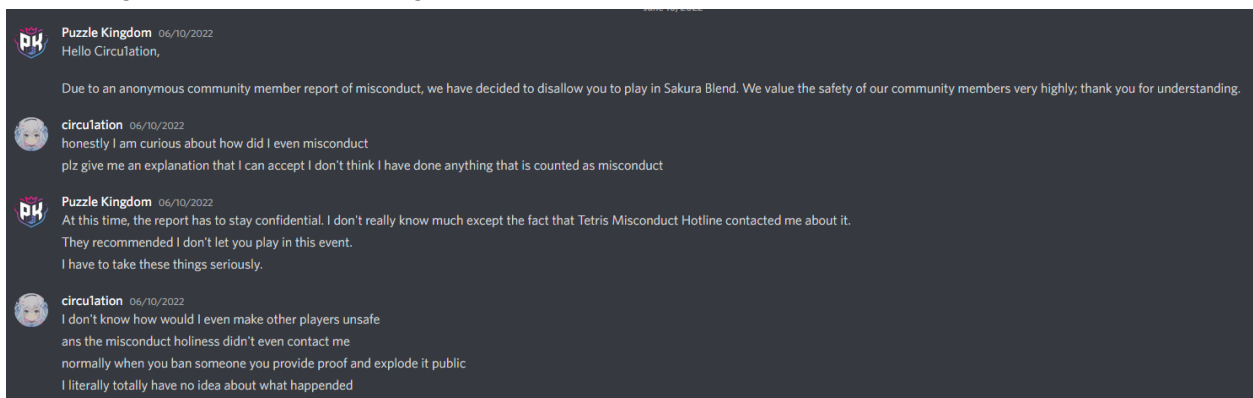 Puzzle Kingdom 06/10/2022
Hello Circu1ation,
Due to an anonymous community member report of misconduct, we have decided to disallow you to play in Sakura Blend. We value the safety of our community members very highly; thank you for understanding.
circu1ation 06/10/2022
honestly I am curious about how did I even misconduct
plz give me an explanation that I can accept I don't think I have done anything that is counted as misconduct
Puzzle Kingdom 06/10/2022
At this time, the report has to stay confidential. I don't really know much except the fact that Tetris Misconduct Hotline contacted me about it.
They recommended I don't let you play in this event.
I have to take these things seriously.
circu1ation 06/10/2022
I don't know how would I even make other players unsafe
ans the misconduct holiness didn't even contact me
normally when you ban someone you provide proof and explode it public
I literally totally have no idea about what happended